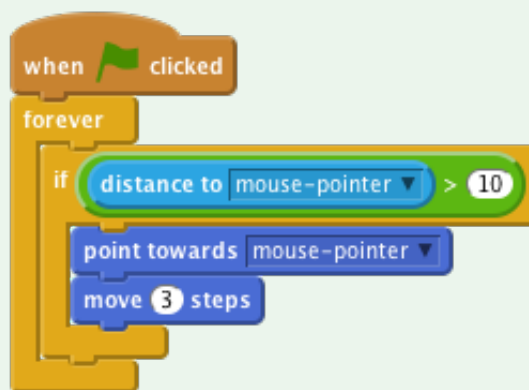 when clicked
forever
if distance to mouse-pointer > 10
point towards mouse-pointer
move 3 steps